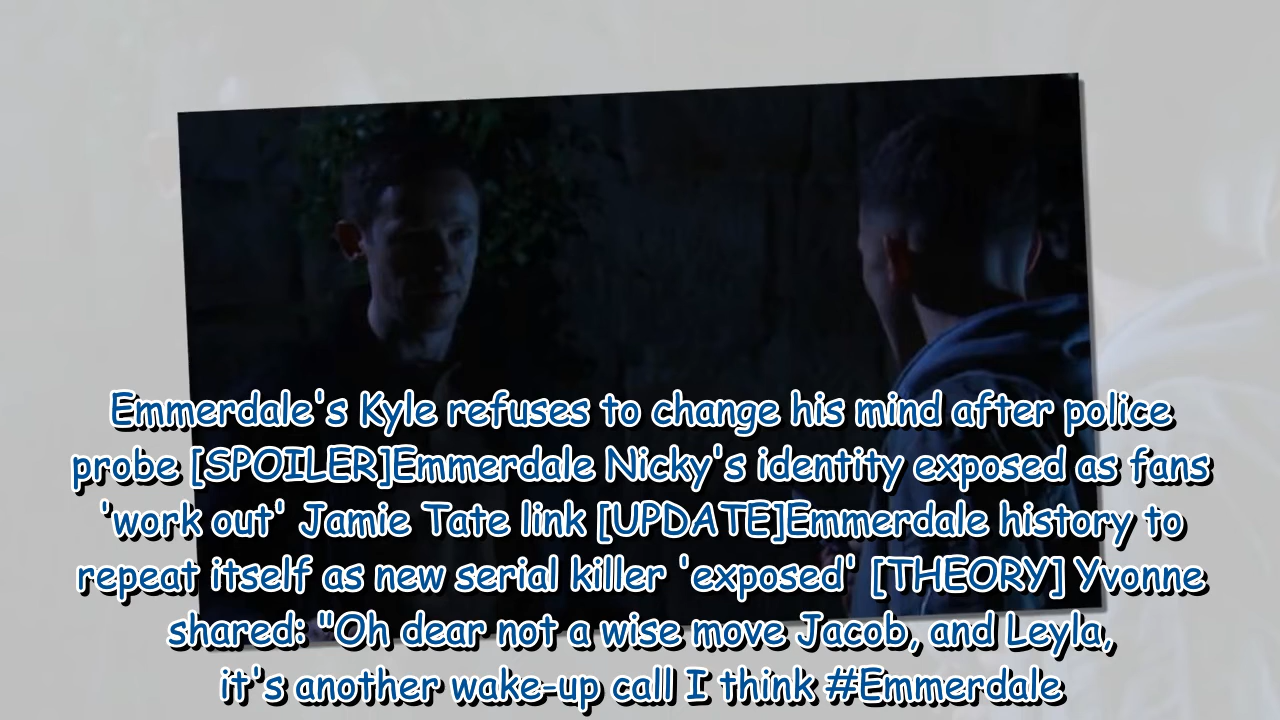 Emmerdale's Kyle refuses to change his mind after police
probe [SPOILER]Emmerdale Nicky's identity exposed as fans
'work out' Jamie Tate link [UPDATE]Emmerdale history to
repeat itself as new serial killer 'exposed' [THEORY] Yvonne
shared: "Oh dear not a wise move Jacob, and Leyla,
it's another wake-up call I think #Emmerdale